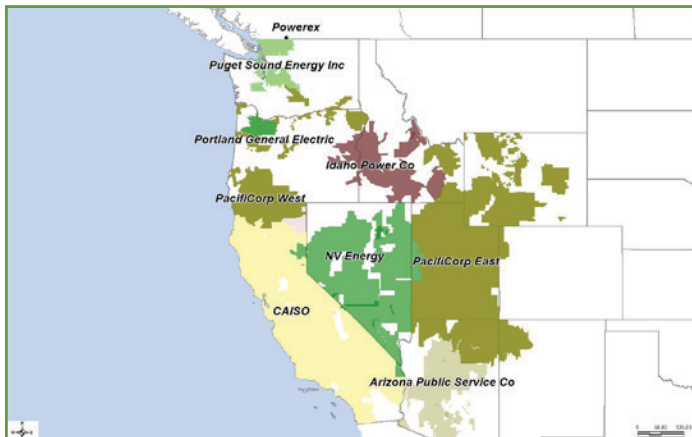 Powerex
Puget Sound Energy Inc
Portland General Electric
Idaho Power Co
PacifiCorp West
NV Energy
PacifiCorp East
CAISO
Arizona Public Service Co